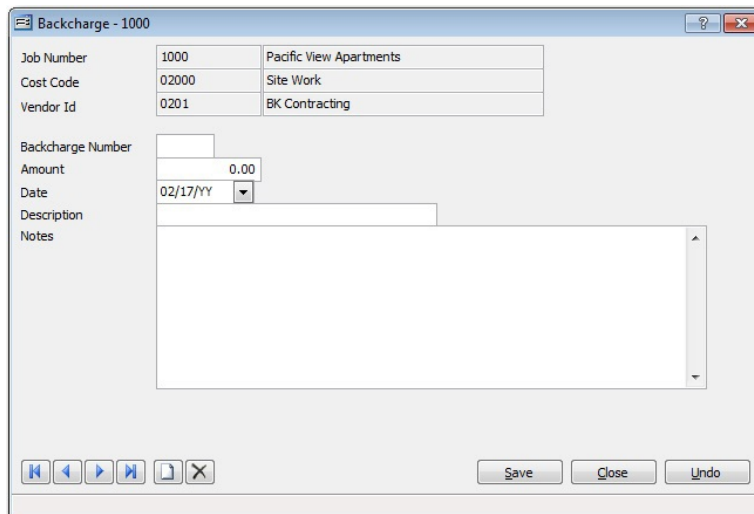 Backcharge - 1000
Job Number 1000 Pacific View Apartments
Cost Code 02000 Site Work
Vendor Id 0201 BK Contracting
Backcharge Number
Amount 0.00
Date 02/17/YY
Description
Notes
Save Close Undo